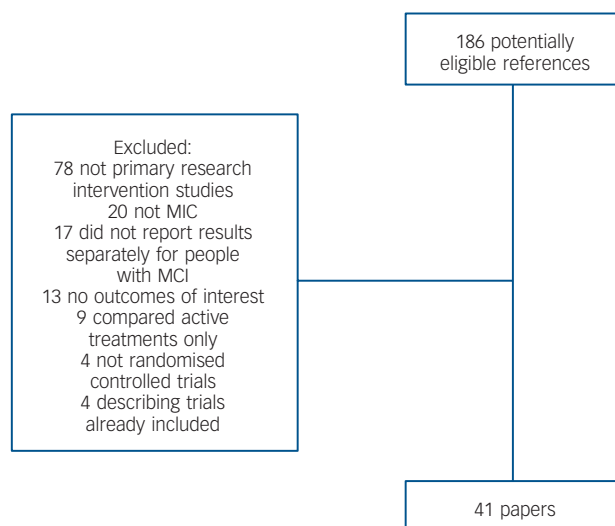 186 potentially
eligible references
Excluded:
78 not primary research
intervention studies
20 not MIC
17 did not report results
separately for people
with MCI
13 no outcomes of interest
9 compared active
treatments only
4 not randomised
controlled trials
4 describing trials
already included
41 papers